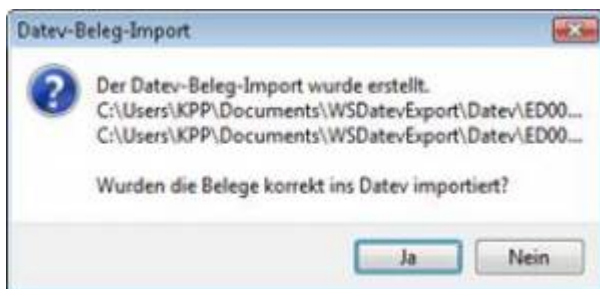 Datev-Beleg-Import
Der Datev-Beleg-Import wurde erstellt.
C:\Users\KPP\Documents\WSDatevExport\Datev\ED00...
C:\Users\KPP\Documents\WSDatevExport\Datev\ED00...
Wurden die Belege korrekt ins Datev importiert?
Ja
Nein